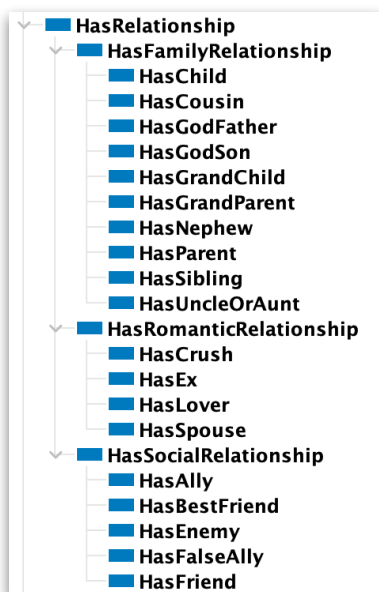 HasRelationship
HasFamilyRelationship
HasChild
HasCousin
HasGodFather
HasGodSon
HasGrandChild
HasGrandParent
HasNephew
HasParent
HasSibling
HasUncleOrAunt
HasRomanticRelationship
HasCrush
HasEx
HasLover
HasSpouse
HasSocialRelationship
HasAlly
HasBestFriend
HasEnemy
HasFalseAlly
HasFriend